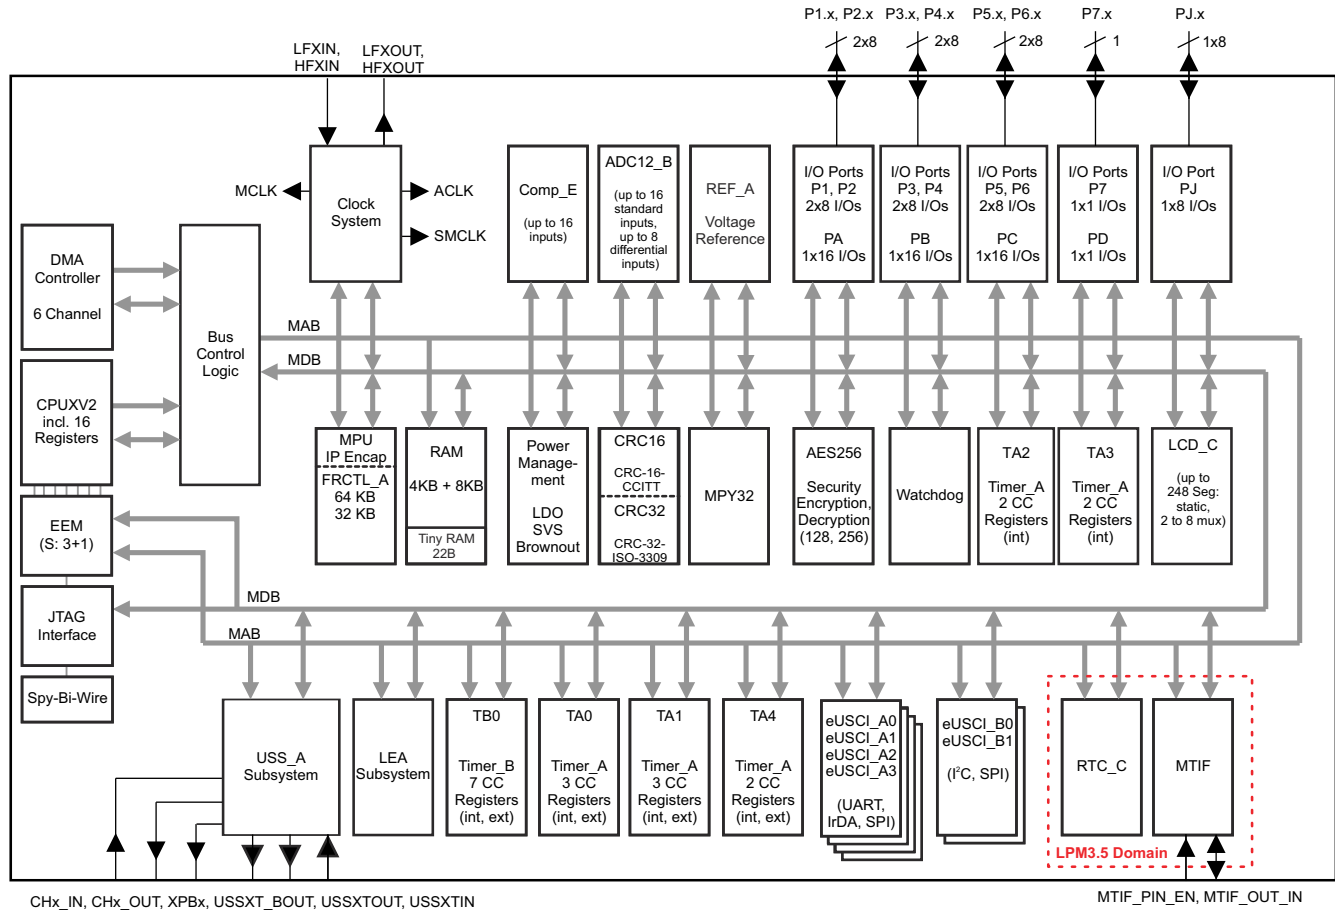 P1.x, P2.x
P3.x, P4.x
P5.x, P6.x
P7.x
PJ.x
2x8
2x8
2x8
1
1x8
LFXIN,
HFXIN
LFXOUT,
HFXOUT
MCLK
Clock
System
ACLK
SMCLK
Comp_E
(up to 16
inputs)
ADC12_B
(up to 16
standard
inputs,
up to 8
differential
inputs)
REF_A
Voltage
Reference
I/O Ports
P1, P2
2x8 I/Os
PA
1x16 I/Os
I/O Ports
P3, P4
2x8 I/Os
PB
1x16 I/Os
I/O Ports
P5, P6
2x8 I/Os
PC
1x16 I/Os
I/O Ports
P7
1x1 I/Os
PD
1x1 I/Os
I/O Port
PJ
1x8 I/Os
DMA
Controller
6 Channel
Bus
Control
Logic
MAB
MDB
CPUXV2
incl. 16
Registers
EEM
(S: 3+1)
JTAG
Interface
Spy-Bi-Wire
MPU
IP Encap
FRCTL_A
64 KB
32 KB
RAM
4KB + 8KB
Tiny RAM
22B
Power
Manage-
ment
LDO
SVS
Brownout
CRC16
CRC-16-
CCITT
CRC32
CRC-32-
ISO-3309
MPY32
AES256
Security
Encryption,
Decryption
(128, 256)
Watchdog
TA2
Timer_A
2 CC
Registers
(int)
TA3
Timer_A
2 CC
Registers
(int)
LCD_C
(up to
248 Seg:
static,
2 to 8 mux)
MDB
MAB
USS_A
Subsystem
LEA
Subsystem
TB0
Timer_B
7 CC
Registers
(int, ext)
TA0
Timer_A
3 CC
Registers
(int, ext)
TA1
Timer_A
3 CC
Registers
(int, ext)
TA4
Timer_A
2 CC
Registers
(int, ext)
eUSCI_A0
eUSCI_A1
eUSCI_A2
eUSCI_A3
(UART,
IrDA, SPI)
eUSCI_B0
eUSCI_B1
(I²C, SPI)
RTC_C
MTIF
LPM3.5 Domain
CHx_IN, CHx_OUT, XPBx, USSXT_BOUT, USSXTOUT, USSXTIN
MTIF_PIN_EN, MTIF_OUT_IN